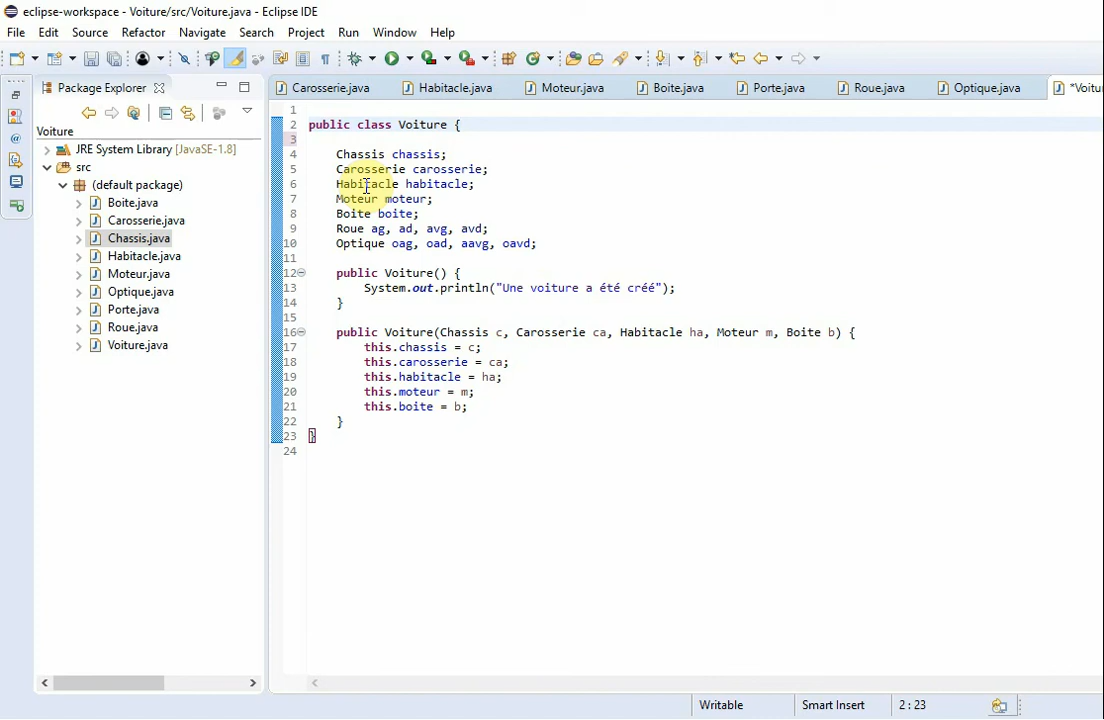 eclipse-workspace - Voiture/src/Voiture.java - Eclipse IDE
File Edit Source Refactor Navigate Search Project Run Window Help
Package Explorer
Carosserie.java Habitacle.java Moteur.java Boite.java Porte.java Roue.java Optique.java *Voitur
Voiture
JRE System Library [JavaSE-1.8]
src
(default package)
Boite.java
Carosserie.java
Chassis.java
Habitacle.java
Moteur.java
Optique.java
Porte.java
Roue.java
Voiture.java
1
2 public class Voiture {
3
4 Chassis chassis;
5 Carosserie carosserie;
6 Habitacle habitacle;
7 Moteur moteur;
8 Boite boite;
9 Roue ag, ad, avg, avd;
10 Optique oag, oad, aavg, oavd;
11
12 public Voiture() {
13 System.out.println("Une voiture a été créé");
14 }
15
16 public Voiture(Chassis c, Carosserie ca, Habitacle ha, Moteur m, Boite b) {
17 this.chassis = c;
18 this.carosserie = ca;
19 this.habitacle = ha;
20 this.moteur = m;
21 this.boite = b;
22 }
23 }
24
Writable Smart Insert 2 : 23